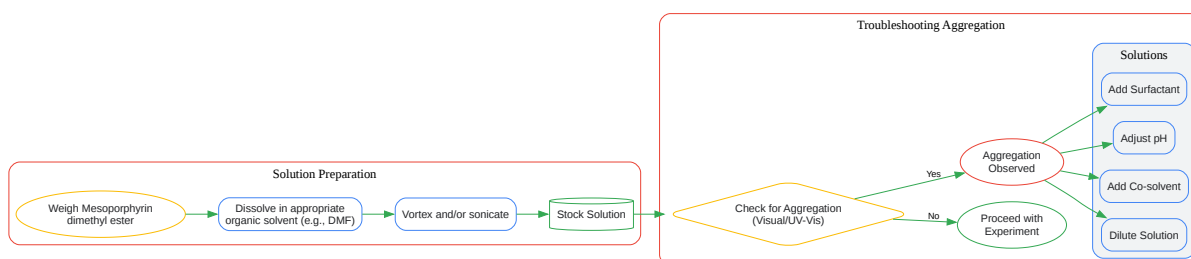 Solution Preparation
Weigh Mesoporphyrin
dimethyl ester
Dissolve in appropriate
organic solvent (e.g., DMF)
Vortex and/or sonicate
Stock Solution
Troubleshooting Aggregation
Check for Aggregation
(Visual/UV-Vis)
Yes
No
Aggregation
Observed
Proceed with
Experiment
Solutions
Add Surfactant
Adjust pH
Add Co-solvent
Dilute Solution